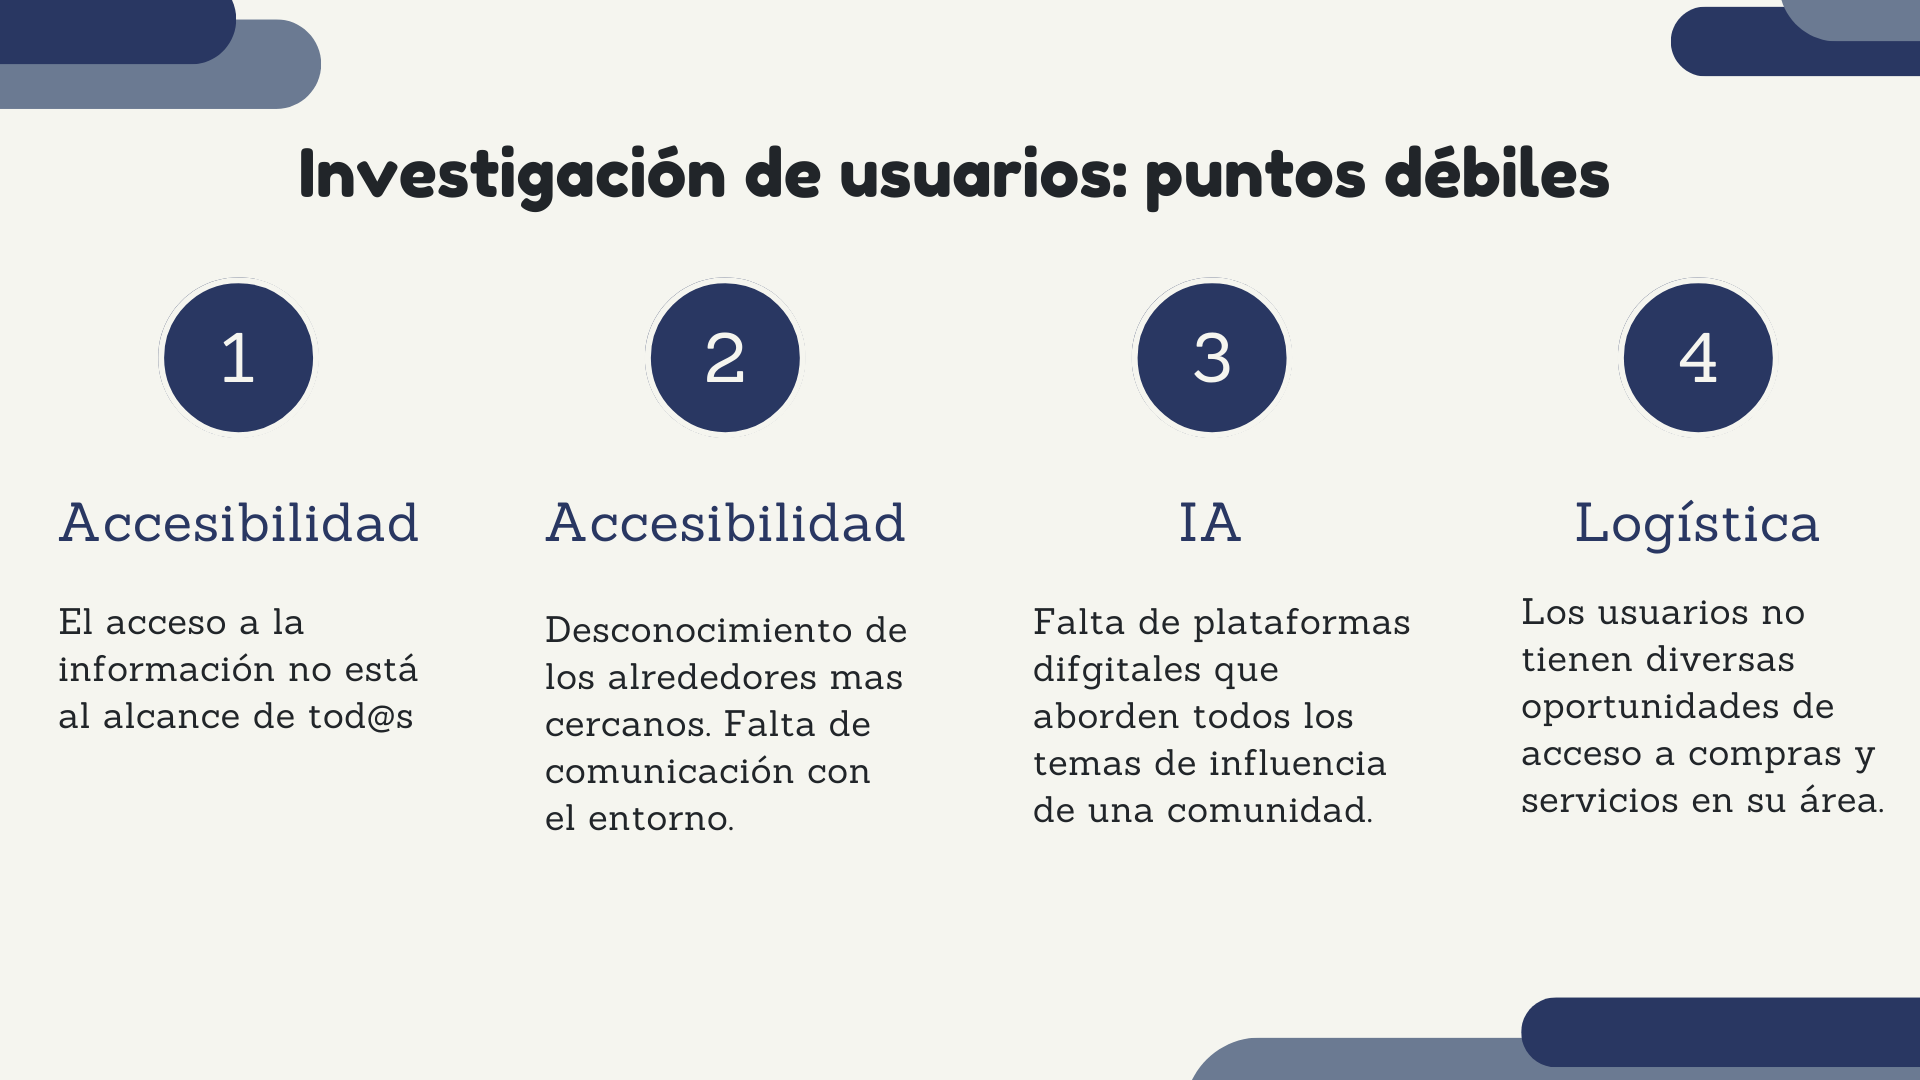 Investigación de usuarios: puntos débiles
1
Accesibilidad
El acceso a la
información no está
al alcance de tod@s
2
Accesibilidad
Desconocimiento de
los alrededores mas
cercanos. Falta de
comunicación con
el entorno.
3
IA
Falta de plataformas
difgitales que
aborden todos los
temas de influencia
de una comunidad.
4
Logística
Los usuarios no
tienen diversas
oportunidades de
acceso a compras y
servicios en su área.